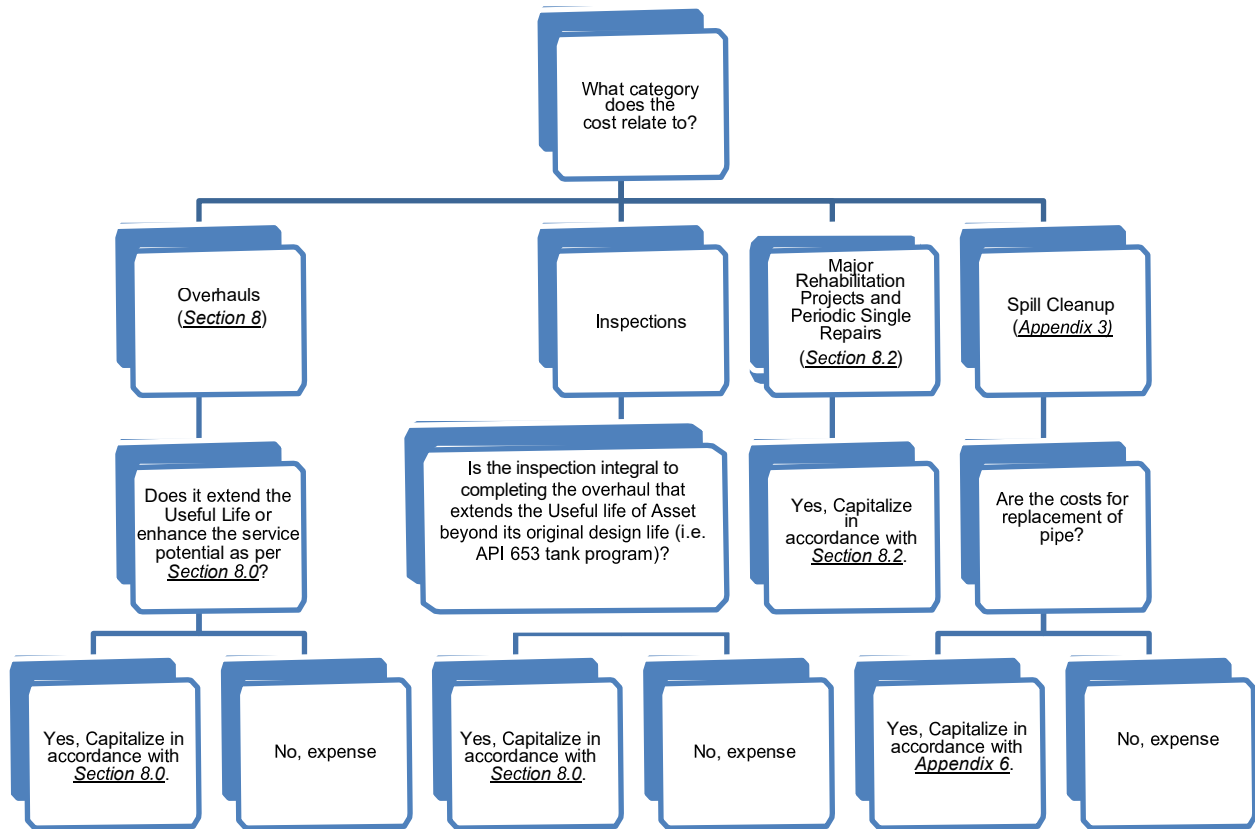 What category
does the
cost relate to?
Overhauls
(Section 8)
Inspections
Major
Rehabilitation
Projects and
Periodic Single
Repairs
(Section 8.2)
Spill Cleanup
(Appendix 3)
Does it extend the
Useful Life or
enhance the service
potential as per
Section 8.0?
Is the inspection integral to
completing the overhaul that
extends the Useful life of Asset
beyond its original design life (i.e.
API 653 tank program)?
Yes, Capitalize
in
accordance with
Section 8.2.
Are the costs for
replacement of
pipe?
Yes, Capitalize in
accordance with
Section 8.0.
No, expense
Yes, Capitalize in
accordance with
Section 8.0.
No, expense
Yes, Capitalize in
accordance with
Appendix 6.
No, expense